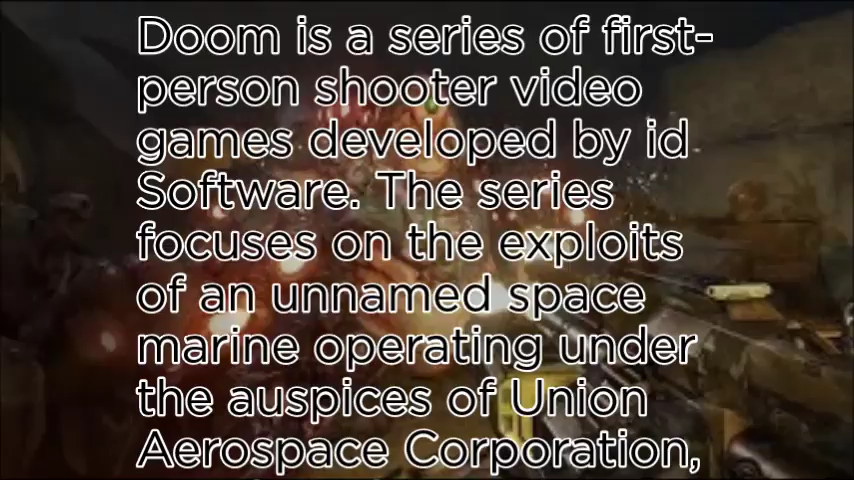 Doom is a series of first-
person shooter video
games developed by id
Software. The series
focuses on the exploits
of an unnamed space
marine operating under
the auspices of Union
Aerospace Corporation,